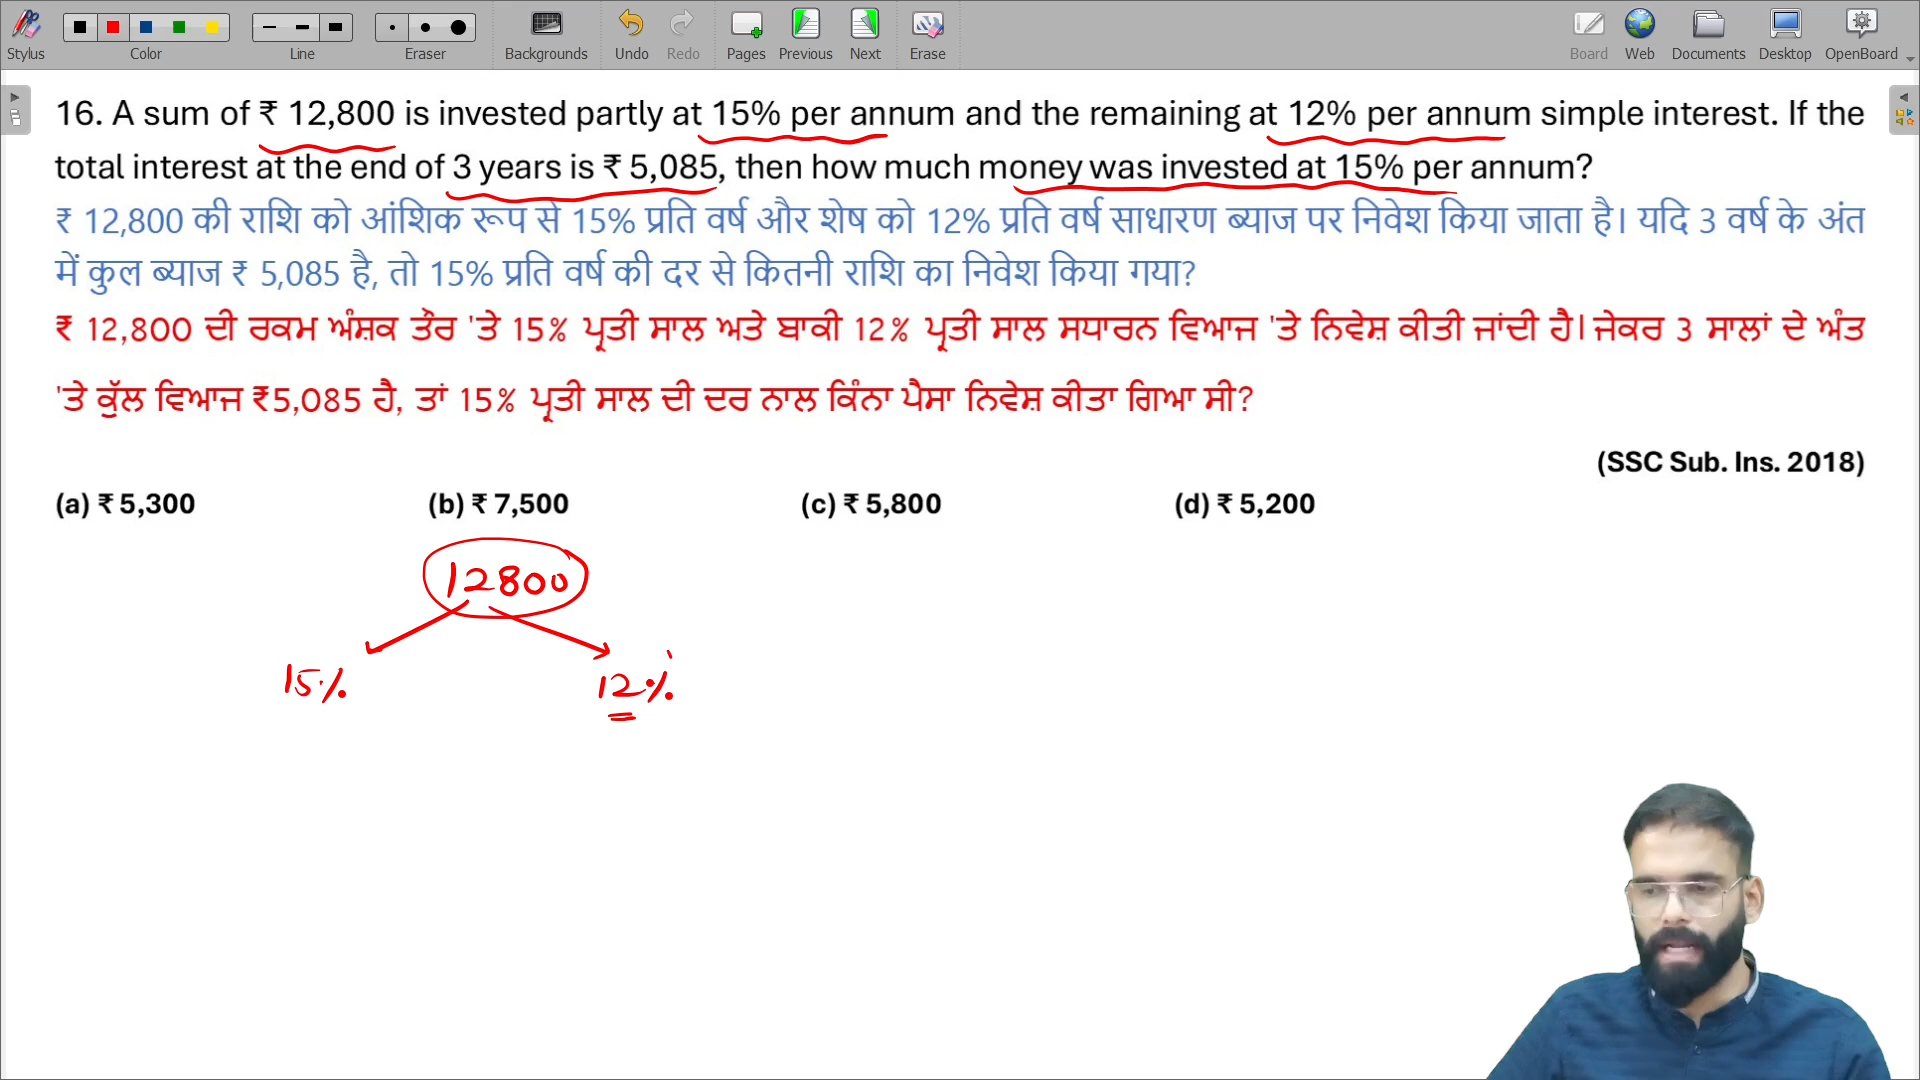 Stylus Color Line Eraser Backgrounds Undo Redo Pages Previous Next Erase Board Web Documents Desktop OpenBoard
16. A sum of ₹ 12,800 is invested partly at 15% per annum and the remaining at 12% per annum simple interest. If the
total interest at the end of 3 years is ₹ 5,085, then how much money was invested at 15% per annum?
₹ 12,800 की राशि को आंशिक रूप से 15% प्रति वर्ष और शेष को 12% प्रति वर्ष साधारण ब्याज पर निवेश किया जाता है। यदि 3 वर्ष के अंत
में कुल ब्याज ₹ 5,085 है, तो 15% प्रति वर्ष की दर से कितनी राशि का निवेश किया गया?
₹ 12,800 ਦੀ ਰਕਮ ਅੰਸ਼ਕ ਤੌਰ 'ਤੇ 15% ਪ੍ਰਤੀ ਸਾਲ ਅਤੇ ਬਾਕੀ 12% ਪ੍ਰਤੀ ਸਾਲ ਸਧਾਰਨ ਵਿਆਜ 'ਤੇ ਨਿਵੇਸ਼ ਕੀਤੀ ਜਾਂਦੀ ਹੈ। ਜੇਕਰ 3 ਸਾਲਾਂ ਦੇ ਅੰਤ
'ਤੇ ਕੁੱਲ ਵਿਆਜ ₹5,085 ਹੈ, ਤਾਂ 15% ਪ੍ਰਤੀ ਸਾਲ ਦੀ ਦਰ ਨਾਲ ਕਿੰਨਾ ਪੈਸਾ ਨਿਵੇਸ਼ ਕੀਤਾ ਗਿਆ ਸੀ?
(SSC Sub. Ins. 2018)
(a) ₹ 5,300 (b) ₹ 7,500 (c) ₹ 5,800 (d) ₹ 5,200
12800
15% 12%